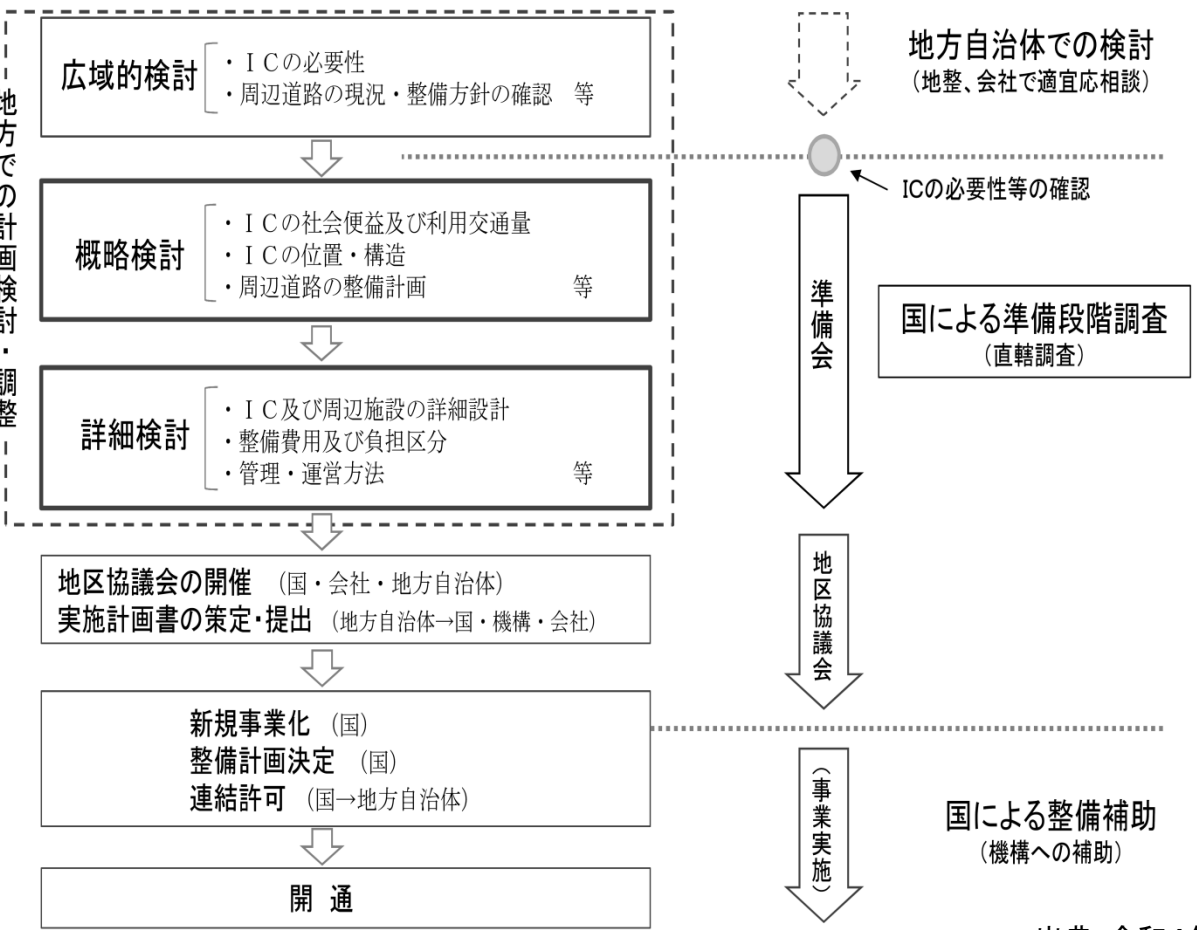 地方での計画検討・調整
広域的検討
・ＩＣの必要性
・周辺道路の現況・整備方針の確認　等
概略検討
・ＩＣの社会便益及び利用交通量
・ＩＣの位置・構造
・周辺道路の整備計画　等
詳細検討
・ＩＣ及び周辺施設の詳細設計
・整備費用及び負担区分
・管理・運営方法　等
地区協議会の開催　（国・会社・地方自治体）
実施計画書の策定・提出　（地方自治体→国・機構・会社）
新規事業化　（国）
整備計画決定　（国）
連結許可　（国→地方自治体）
開 通
地方自治体での検討
（地整、会社で適宜応相談）
ICの必要性等の確認
準備会
国による準備段階調査
（直轄調査）
地区協議会
（事業実施）
国による整備補助
（機構への補助）